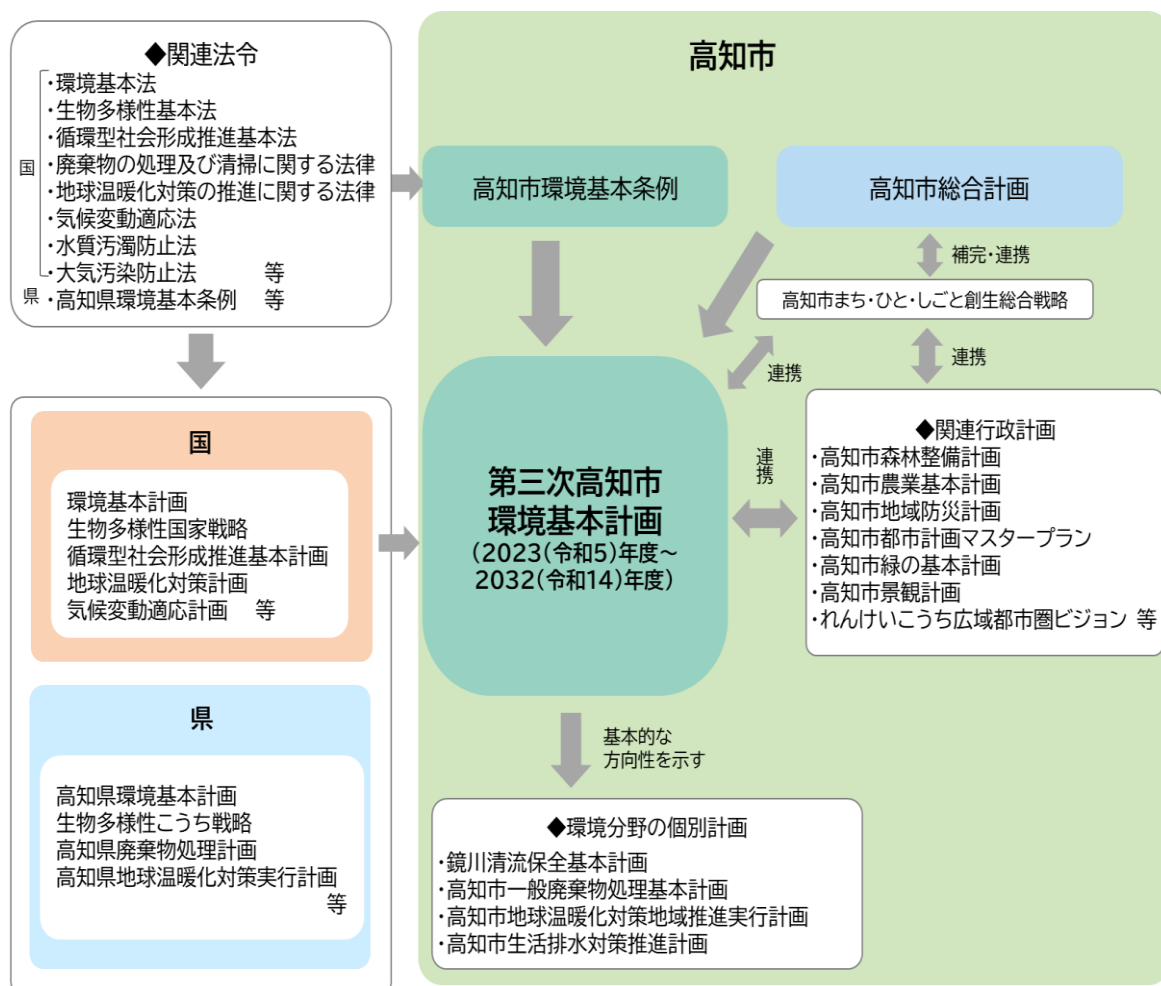 ◆関連法令
国
・環境基本法
・生物多様性基本法
・循環型社会形成推進基本法
・廃棄物の処理及び清掃に関する法律
・地球温暖化対策の推進に関する法律
・気候変動適応法
・水質汚濁防止法
・大気汚染防止法 等
県
・高知県環境基本条例 等
国
環境基本計画
生物多様性国家戦略
循環型社会形成推進基本計画
地球温暖化対策計画
気候変動適応計画 等
県
高知県環境基本計画
生物多様性こうち戦略
高知県廃棄物処理計画
高知県地球温暖化対策実行計画
等
高知市
高知市環境基本条例
高知市総合計画
補完・連携
高知市まち・ひと・しごと創生総合戦略
連携
連携
第三次高知市
環境基本計画
(2023(令和5)年度~
2032(令和14)年度)
連携
◆関連行政計画
・高知市森林整備計画
・高知市農業基本計画
・高知市地域防災計画
・高知市都市計画マスタープラン
・高知市緑の基本計画
・高知市景観計画
・れんけいこうち広域都市圏ビジョン 等
基本的な
方向性を示す
◆環境分野の個別計画
・鏡川清流保全基本計画
・高知市一般廃棄物処理基本計画
・高知市地球温暖化対策地域推進実行計画
・高知市生活排水対策推進計画